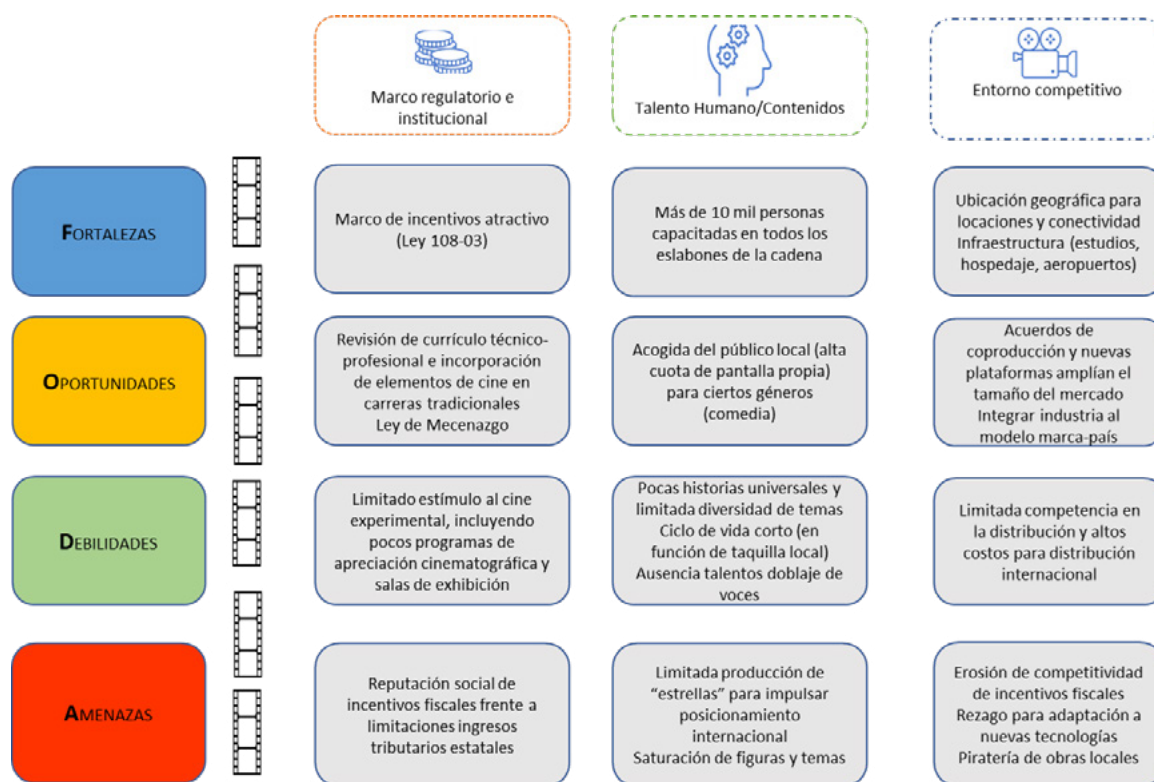 Marco regulatorio e
institucional
Talento Humano/Contenidos
Entorno competitivo
FORTALEZAS
Marco de incentivos atractivo
(Ley 108-03)
Más de 10 mil personas
capacitadas en todos los
eslabones de la cadena
Ubicación geográfica para
locaciones y conectividad
Infraestructura (estudios,
hospedaje, aeropuertos)
OPORTUNIDADES
Revisión de currículo técnico-
profesional e incorporación
de elementos de cine en
carreras tradicionales
Ley de Mecenazgo
Acogida del público local (alta
cuota de pantalla propia)
para ciertos géneros
(comedia)
Acuerdos de
coproducción y nuevas
plataformas amplían el
tamaño del mercado
Integrar industria al
modelo marca-país
DEBILIDADES
Limitado estímulo al cine
experimental, incluyendo
pocos programas de
apreciación cinematográfica y
salas de exhibición
Pocas historias universales y
limitada diversidad de temas
Ciclo de vida corto (en
función de taquilla local)
Ausencia talentos doblaje de
voces
Limitada competencia en
la distribución y altos
costos para distribución
internacional
AMENAZAS
Reputación social de
incentivos fiscales frente a
limitaciones ingresos
tributarios estatales
Limitada producción de
“estrellas” para impulsar
posicionamiento
internacional
Saturación de figuras y temas
Erosión de competitividad
de incentivos fiscales
Rezago para adaptación a
nuevas tecnologías
Piratería de obras locales